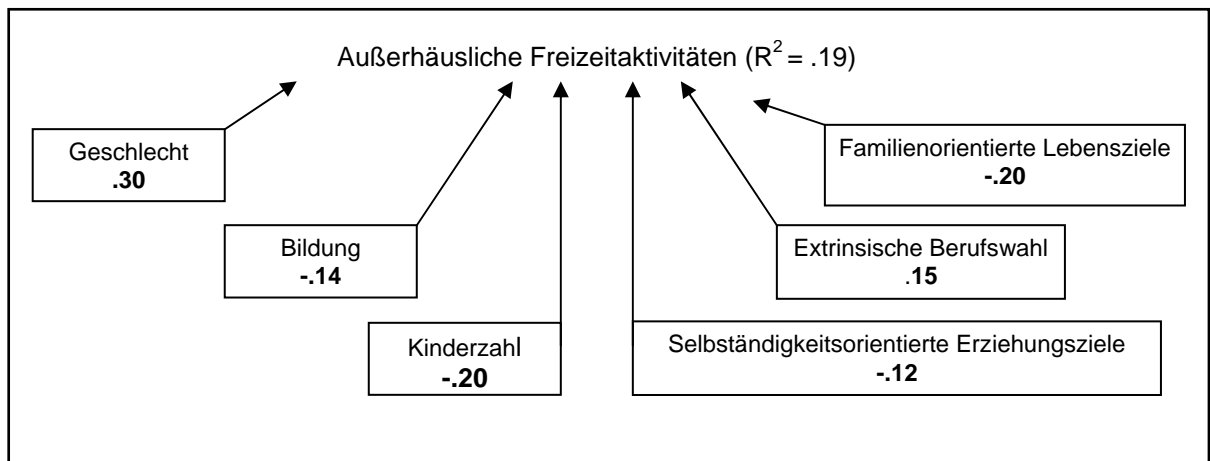 Außerhäusliche Freizeitaktivitäten (R² = .19)
Geschlecht
.30
Familienorientierte Lebensziele
-.20
Bildung
-.14
Extrinsische Berufswahl
.15
Kinderzahl
-.20
Selbständigkeitsorientierte Erziehungsziele
-.12